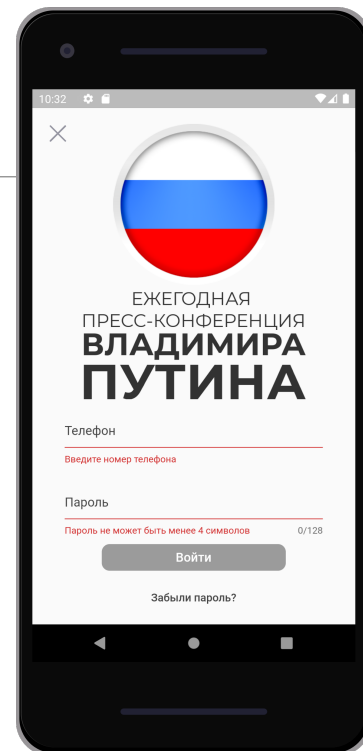 10:32
ЕЖЕГОДНАЯ
ПРЕСС-КОНФЕРЕНЦИЯ
ВЛАДИМИРА
ПУТИНА
Телефон
Введите номер телефона
Пароль
Пароль не может быть менее 4 символов 0/128
Войти
Забыли пароль?